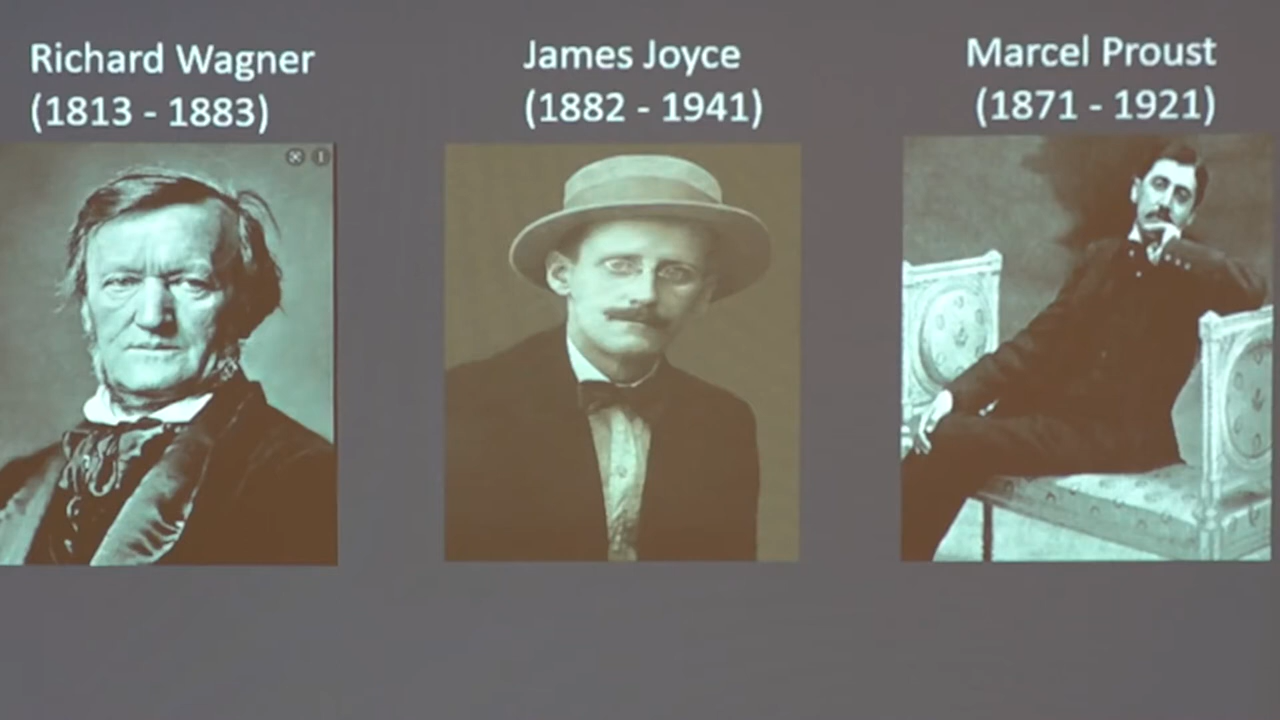 Richard Wagner
(1813 - 1883)
James Joyce
(1882 - 1941)
Marcel Proust
(1871 - 1921)